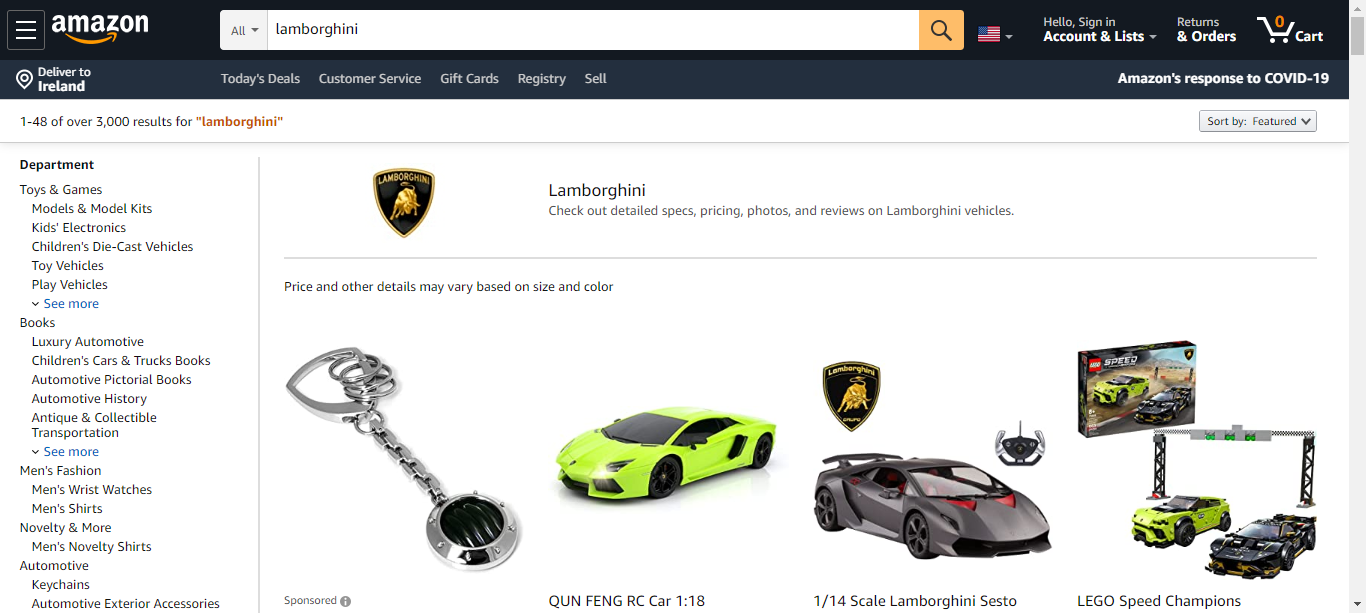 amazon
All
lamborghini
Hello, Sign in
Account & Lists
Returns
& Orders
0
Cart
Deliver to
Ireland
Today's Deals
Customer Service
Gift Cards
Registry
Sell
Amazon's response to COVID-19
1-48 of over 3,000 results for "lamborghini"
Sort by: Featured
Department
Toys & Games
Models & Model Kits
Kids' Electronics
Children's Die-Cast Vehicles
Toy Vehicles
Play Vehicles
See more
Books
Luxury Automotive
Children's Cars & Trucks Books
Automotive Pictorial Books
Automotive History
Antique & Collectible
Transportation
See more
Men's Fashion
Men's Wrist Watches
Men's Shirts
Novelty & More
Men's Novelty Shirts
Automotive
Keychains
Automotive Exterior Accessories
LAMBORGHINI
Lamborghini
Check out detailed specs, pricing, photos, and reviews on Lamborghini vehicles.
Price and other details may vary based on size and color
Sponsored
QUN FENG RC Car 1:18
Lamborghini
1/14 Scale Lamborghini Sesto
LEGO
SPEED
LEGO Speed Champions